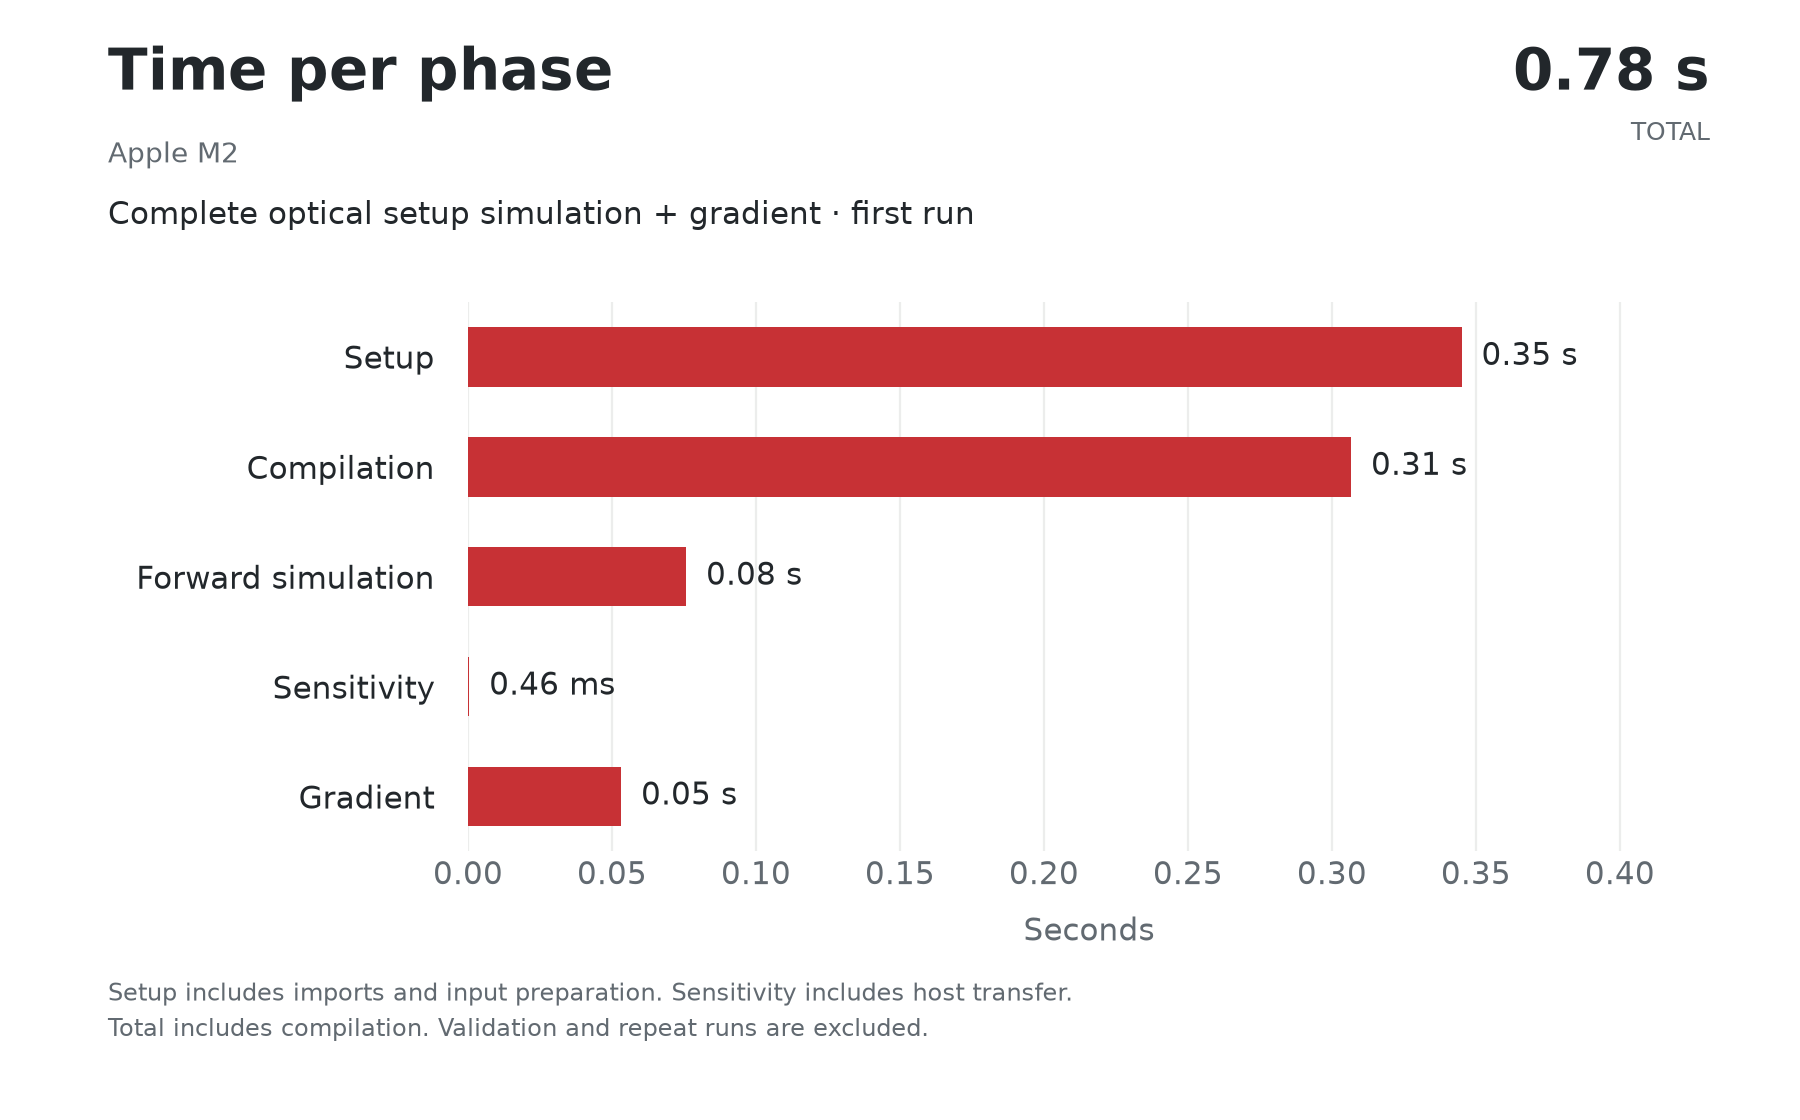 Time per phase
0.78 s
TOTAL
Apple M2
Complete optical setup simulation + gradient · first run
Setup
0.35 s
Compilation
0.31 s
Forward simulation
0.08 s
Sensitivity
0.46 ms
Gradient
0.05 s
0.00 0.05 0.10 0.15 0.20 0.25 0.30 0.35 0.40
Seconds
Setup includes imports and input preparation. Sensitivity includes host transfer.
Total includes compilation. Validation and repeat runs are excluded.